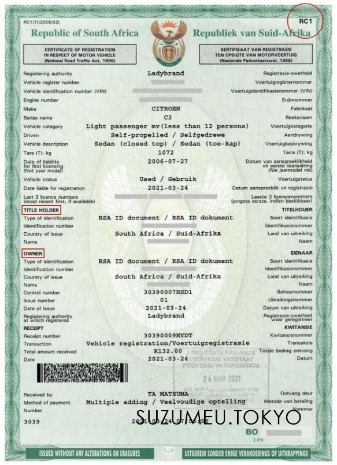 RC1
Republic of South Africa Republiek van Suid-Afrika
CERTIFICATE OF REGISTRATION IN RESPECT OF MOTOR VEHICLE (National Road Traffic Act, 1996)
SERTIFIKAAT VAN REGISTRASIE TEN OPSIGTE VAN MOTORVOERTUIG (Nasionale Padverkeerswet, 1996)
Registering authority Ladybrand Registrasie-owerheid
Vehicle register number Voertuigregisternommer
Vehicle identification number (VIN) Voertuigidentifikasienommer (VIN)
Engine number Enjinnommer
Make CITROEN Fabrikaat
Series name C3 Reeksnaam
Vehicle category Light passenger mv(less than 12 persons) Voertuigkategorie
Driven Self-propelled / Selfgedrewe Aandrywing
Vehicle description Sedan (closed top) / Sedan (toe-kap) Voertuigbeskrywing
Tare (T): kg 1072 Tarra (T): kg
Date of liability for first licensing (Not year model) 2006-07-27 Datum van aanspreeklikheid vir eerste lisensiëring (Nie jaarmodel nie)
Vehicle status Used / Gebruik Voertuigstatus
Date liable for registration 2021-03-24 Datum aanspreeklik vir registrasie
Last 3 licence numbers (most recent first, if available) Laaste 3 lisensienommers (jongste eerste, indien beskikbaar)
TITLE HOLDER TITELHOUER
Type of identification RSA ID document / RSA ID dokument Soort identifikasie
Identification number Identifikasienommer
Country of issue South Africa / Suid-Afrika Land van uitreiking
Name Naam
OWNER EIENAAR
Type of identification RSA ID document / RSA ID dokument Soort identifikasie
Identification number Identifikasienommer
Country of issue South Africa / Suid-Afrika Land van uitreiking
Name Naam
Control number 30390007HSD1 Beheernommer
Issue number 01 Uitreikingsnommer
Date of issue 2021-03-24 Datum van uitreiking
Registering authority at which registered Ladybrand Registrasie-owerheid waar geregistreer
RECEIPT KWITANSIE
Receipt number 30390009NYDT Kwitansienommer
Transaction Vehicle registration/Voertuigregistrasie Transaksie
Total amount received R132.00 Totale bedrag ontvang
Date 2021-03-24 Datum
24 MAR 2021
Received by TA MATSUMA Ontvang deur
Method of payment Multiple adding / Veelvoudige optelling Metode van betaling
Number Nommer
3039
SUZUMEU.TOKYO
BO
ISSUED WITHOUT ANY ALTERATIONS OR ERASURES UITGEREIK SONDER ENIGE VERANDERINGS OF UITKRAPPINGS